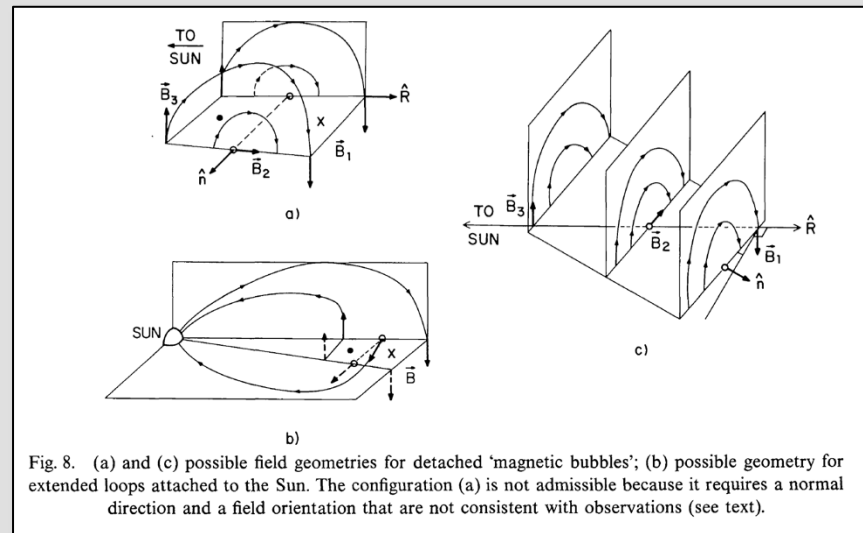 TO
SUN
B⃗₃
R̂
X
B⃗₁
B⃗₂
n̂
a)
TO
SUN
B⃗₃
B⃗₂
R̂
B⃗₁
n̂
c)
SUN
X
B⃗
b)
Fig. 8. (a) and (c) possible field geometries for detached ‘magnetic bubbles’; (b) possible geometry for
extended loops attached to the Sun. The configuration (a) is not admissible because it requires a normal
direction and a field orientation that are not consistent with observations (see text).